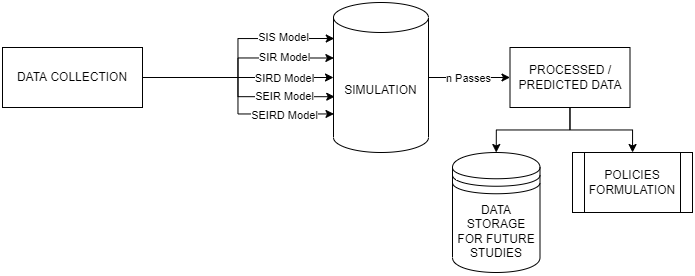 DATA COLLECTION
SIS Model
SIR Model
SIRD Model
SEIR Model
SEIRD Model
SIMULATION
n Passes
PROCESSED /
PREDICTED DATA
DATA
STORAGE
FOR FUTURE
STUDIES
POLICIES
FORMULATION